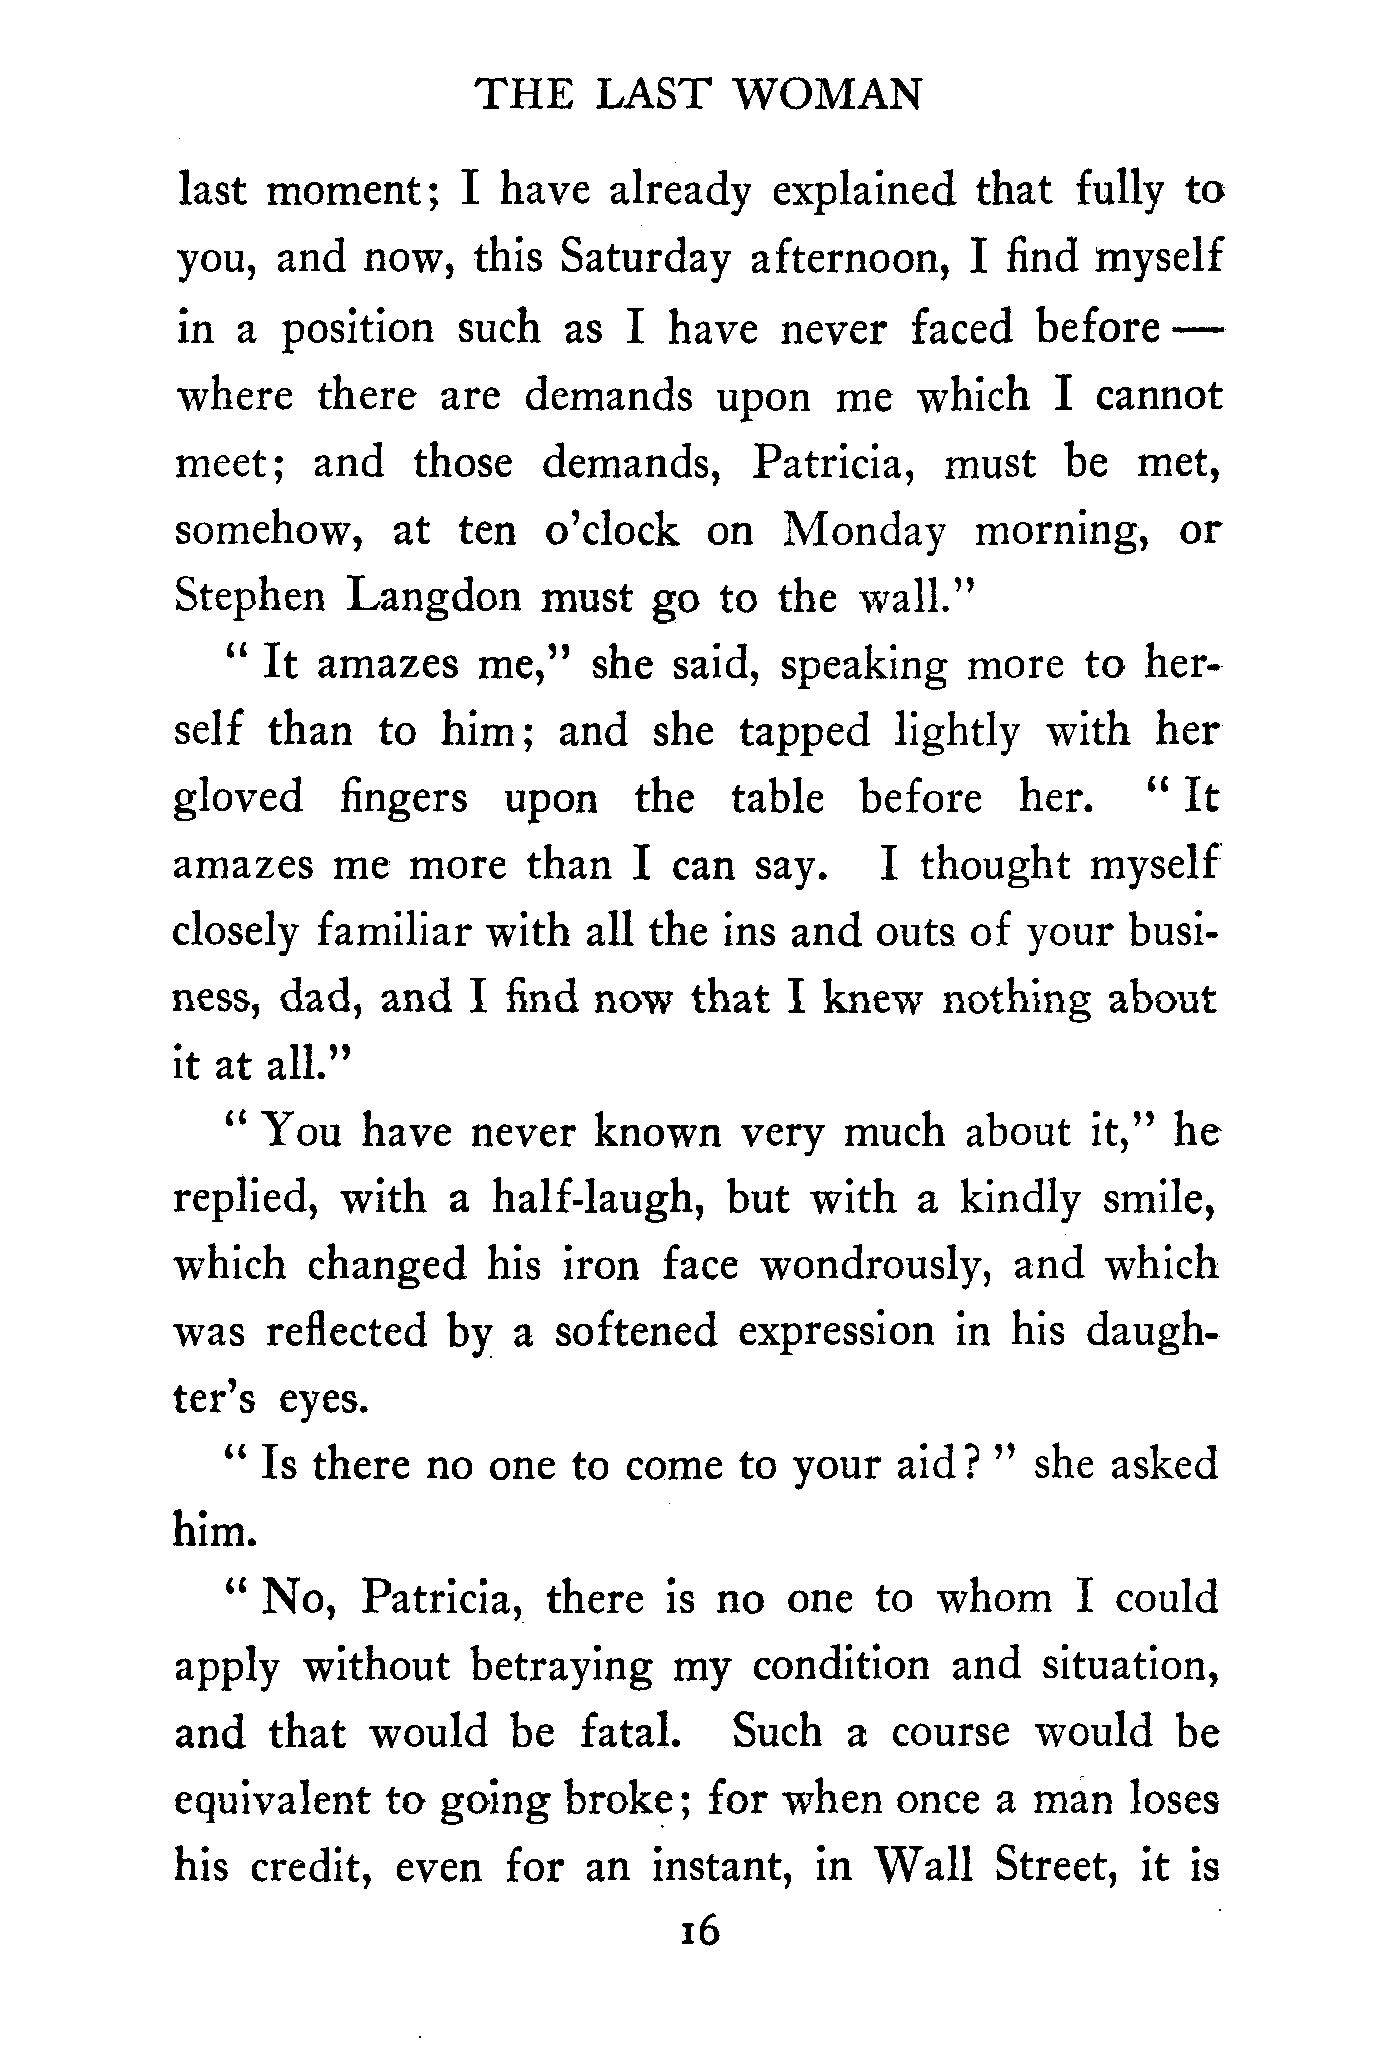 THE LAST WOMAN
last moment; I have already explained that fully to
you, and now, this Saturday afternoon, I find myself
in a position such as I have never faced before —
where there are demands upon me which I cannot
meet; and those demands, Patricia, must be met,
somehow, at ten o'clock on Monday morning, or
Stephen Langdon must go to the wall."
" It amazes me," she said, speaking more to her-
self than to him; and she tapped lightly with her
gloved fingers upon the table before her. " It
amazes me more than I can say. I thought myself
closely familiar with all the ins and outs of your busi-
ness, dad, and I find now that I knew nothing about
it at all."
" You have never known very much about it," he
replied, with a half-laugh, but with a kindly smile,
which changed his iron face wondrously, and which
was reflected by a softened expression in his daugh-
ter's eyes.
" Is there no one to come to your aid? " she asked
him.
" No, Patricia, there is no one to whom I could
apply without betraying my condition and situation,
and that would be fatal. Such a course would be
equivalent to going broke; for when once a man loses
his credit, even for an instant, in Wall Street, it is
16